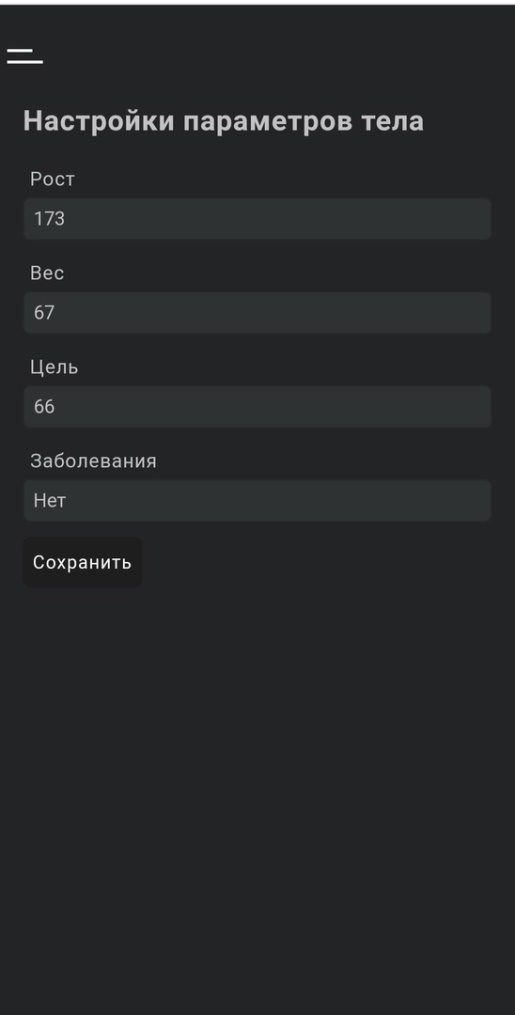 Настройки параметров тела
Рост
173
Вес
67
Цель
66
Заболевания
Нет
Сохранить